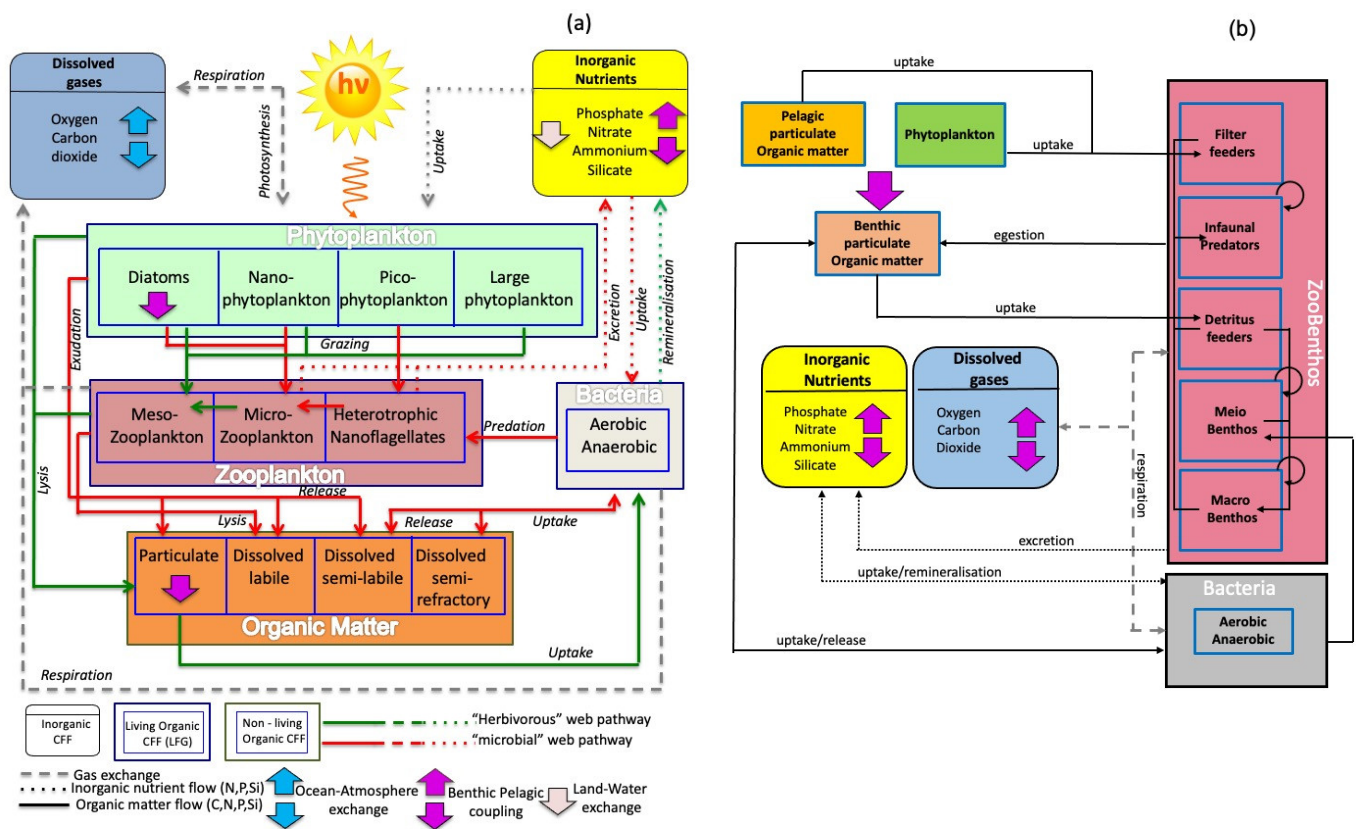 (a)
Dissolved
gases
Oxygen
Carbon
dioxide
Respiration
Photosynthesis
hν
Uptake
Inorganic
Nutrients
Phosphate
Nitrate
Ammonium
Silicate
Phytoplankton
Diatoms
Nano-
phytoplankton
Pico-
phytoplankton
Large
phytoplankton
Exudation
Grazing
Excretion
Uptake
Remineralisation
Meso-
Zooplankton
Micro-
Zooplankton
Heterotrophic
Nanoflagellates
Zooplankton
Predation
Bacteria
Aerobic
Anaerobic
Lysis
Release
Lysis
Release
Uptake
Particulate
Dissolved
labile
Dissolved
semi-labile
Dissolved
semi-
refractory
Organic Matter
Uptake
Respiration
Inorganic
CFF
Living Organic
CFF (LFG)
Non - living
Organic CFF
"Herbivorous" web pathway
"microbial" web pathway
Gas exchange
Inorganic nutrient flow (N,P,Si)
Organic matter flow (C,N,P,Si)
Ocean-Atmosphere
exchange
Benthic Pelagic
coupling
Land-Water
exchange
(b)
uptake
Pelagic
particulate
Organic matter
Phytoplankton
uptake
Filter
feeders
Benthic
particulate
Organic matter
egestion
Infaunal
Predators
uptake
Detritus
feeders
ZooBenthos
Inorganic
Nutrients
Phosphate
Nitrate
Ammonium
Silicate
Dissolved
gases
Oxygen
Carbon
Dioxide
Meio
Benthos
respiration
Macro
Benthos
excretion
uptake/remineralisation
Bacteria
Aerobic
Anaerobic
uptake/release